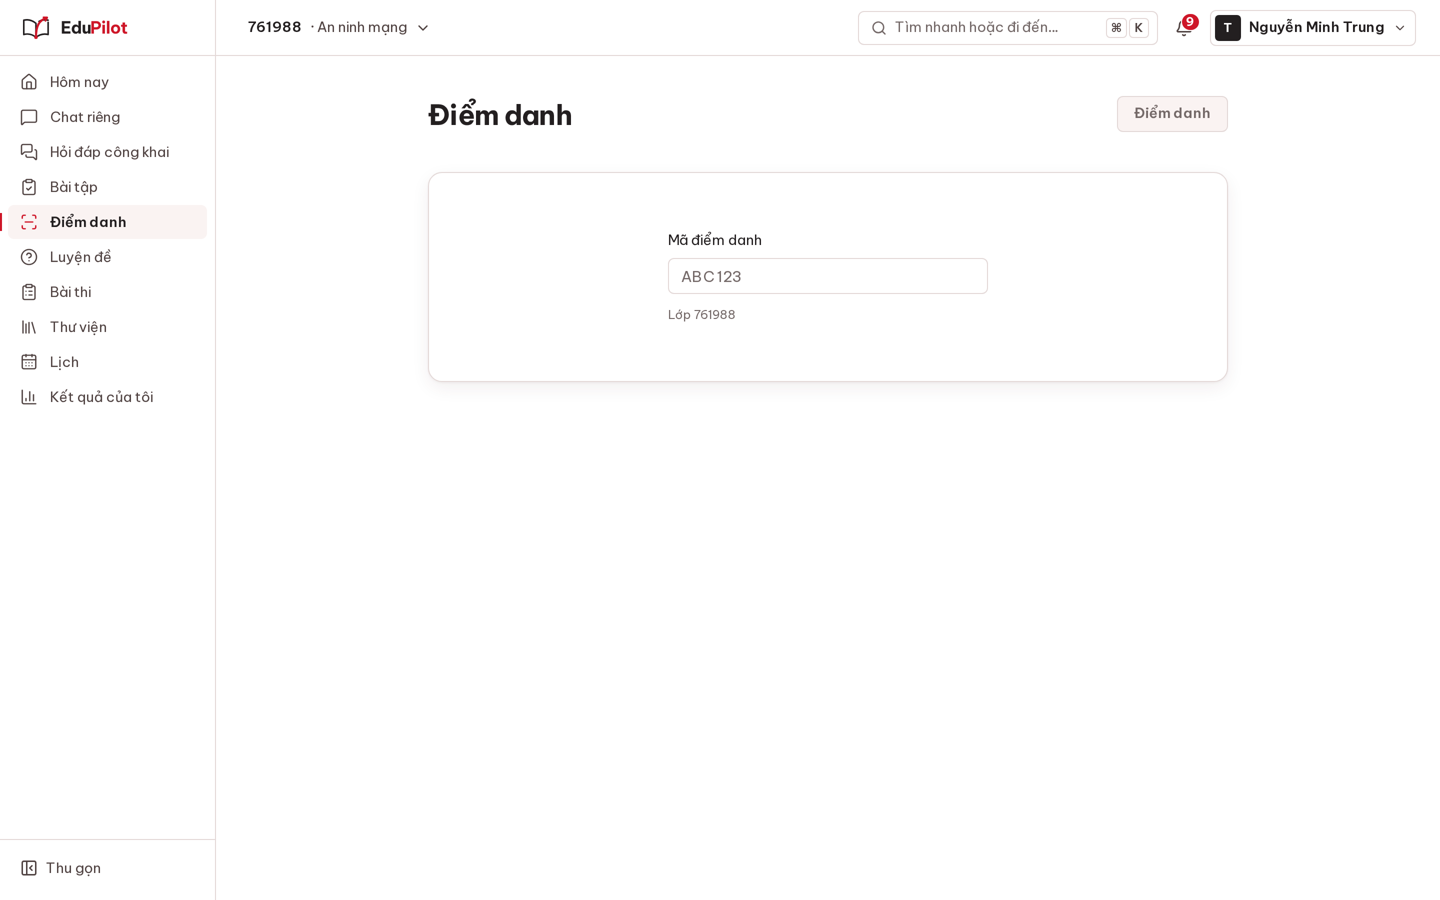 EduPilot
761988 · An ninh mạng
Tìm nhanh hoặc đi đến...
⌘ K
9
T
Nguyễn Minh Trung
Hôm nay
Chat riêng
Hỏi đáp công khai
Bài tập
Điểm danh
Luyện đề
Bài thi
Thư viện
Lịch
Kết quả của tôi
Thu gọn
Điểm danh
Điểm danh
Mã điểm danh
ABC123
Lớp 761988